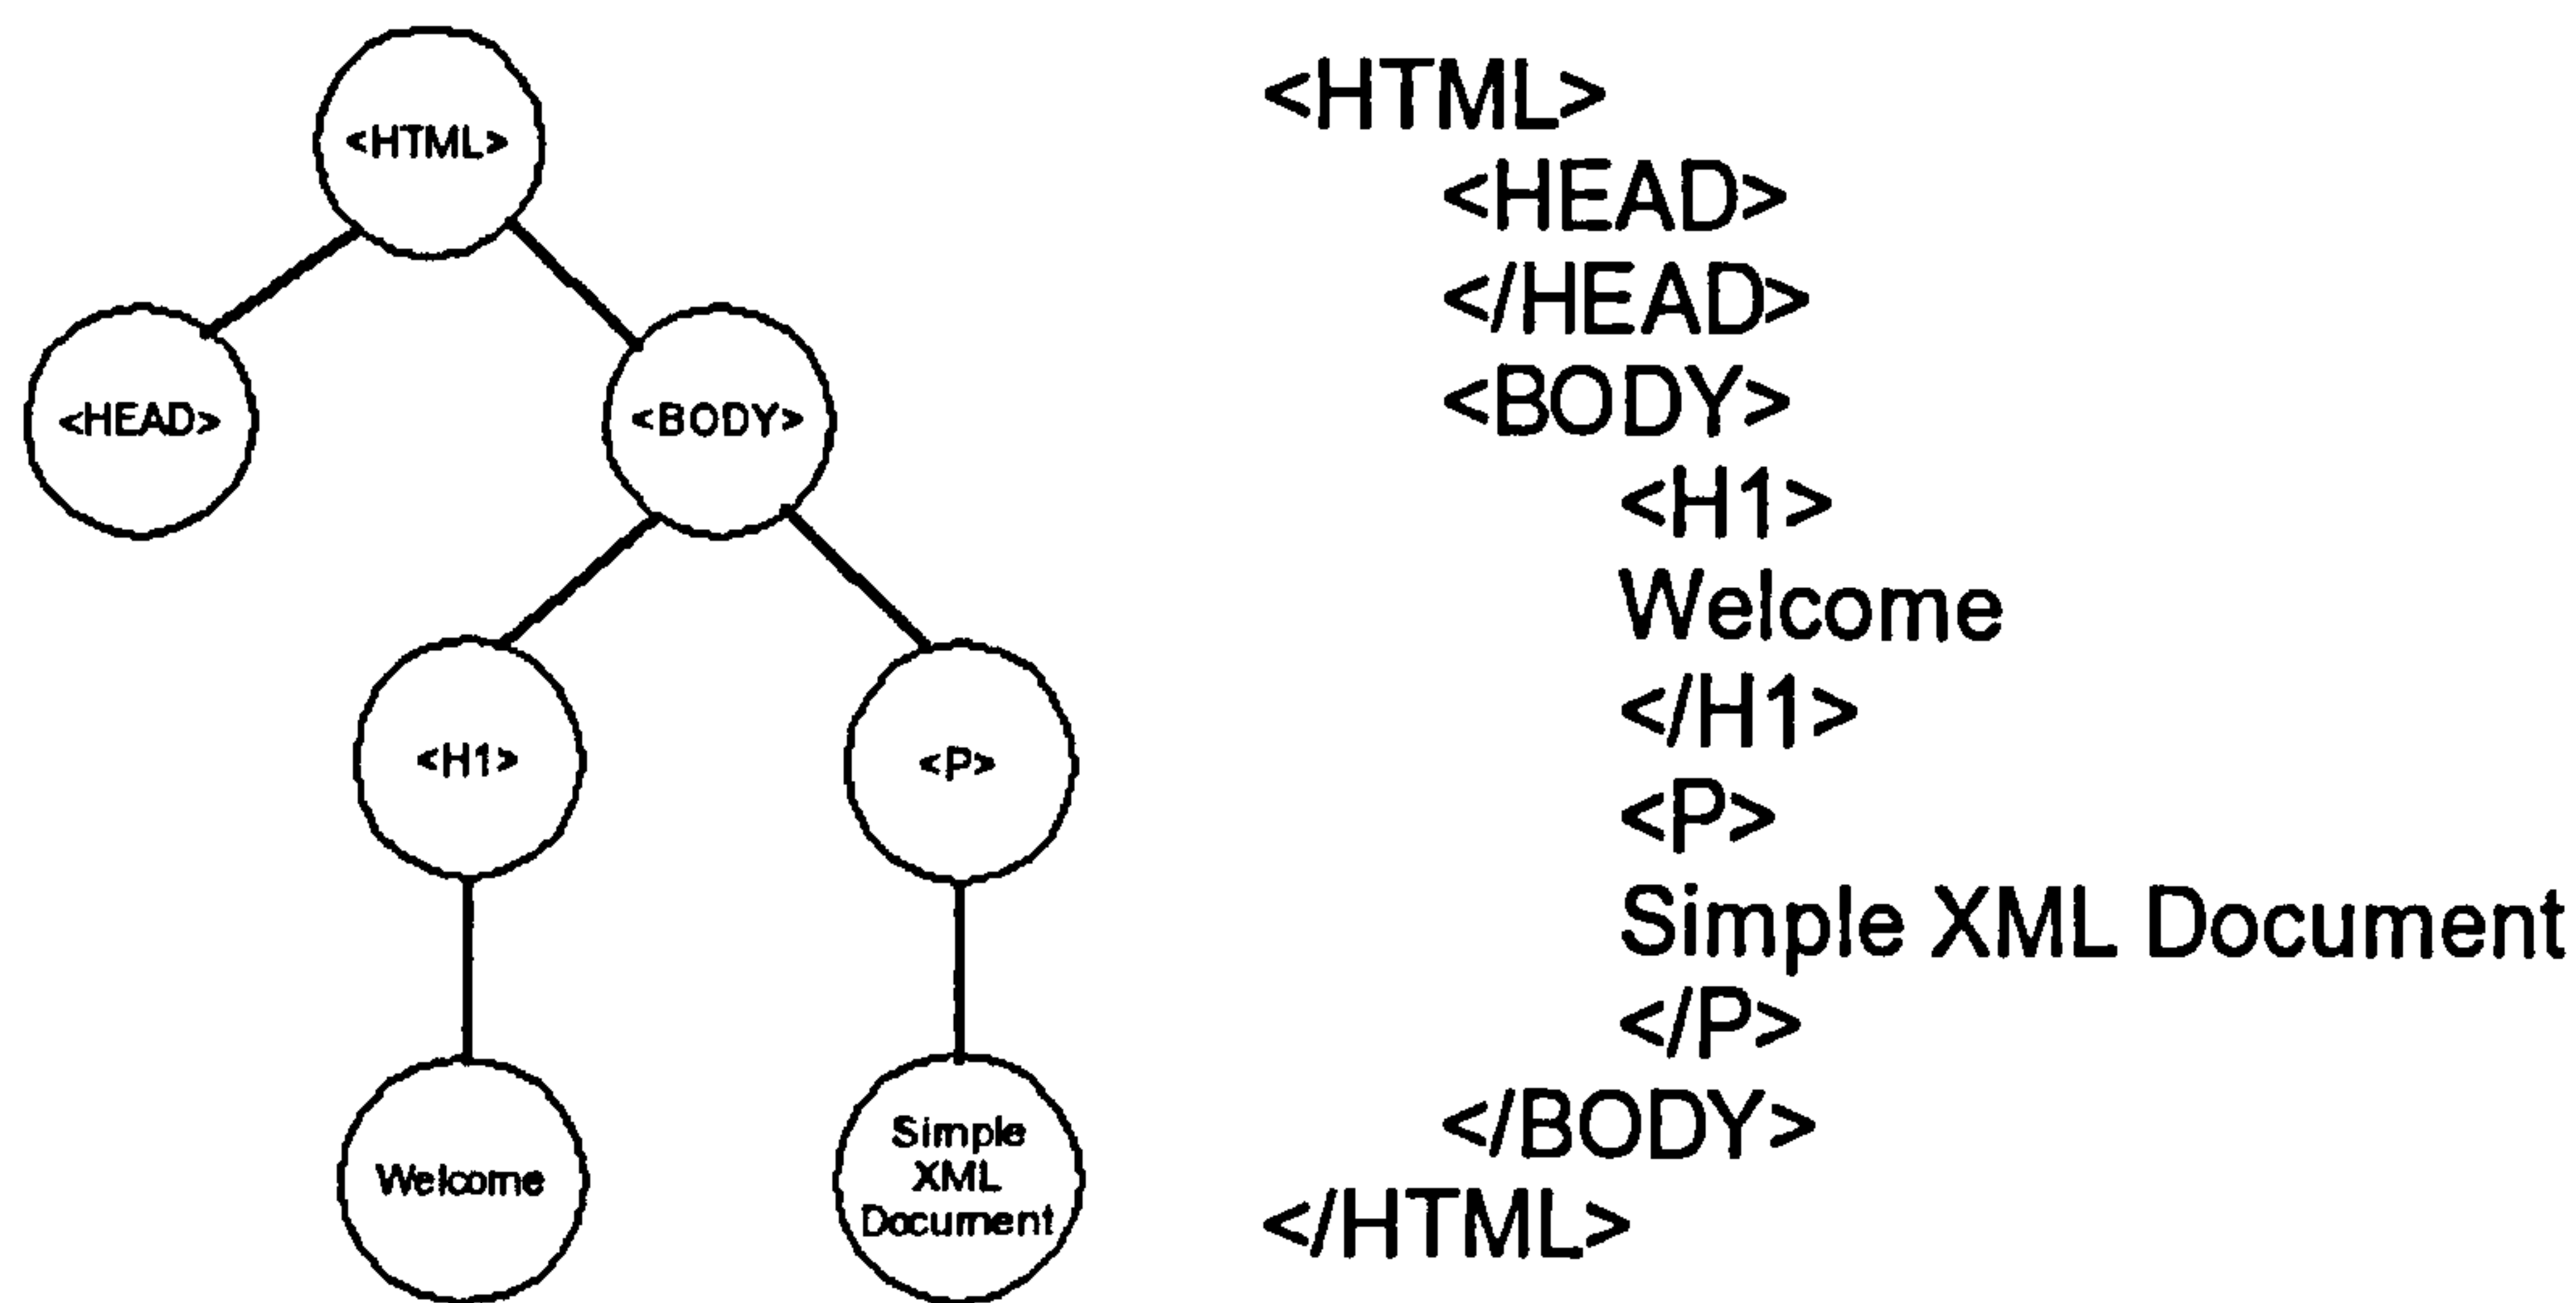 <HTML>
<HEAD>
<BODY>
<H1>
<P>
Welcome
Simple
XML
Document
<HTML>
<HEAD>
</HEAD>
<BODY>
<H1>
Welcome
</H1>
<P>
Simple XML Document
</P>
</BODY>
</HTML>